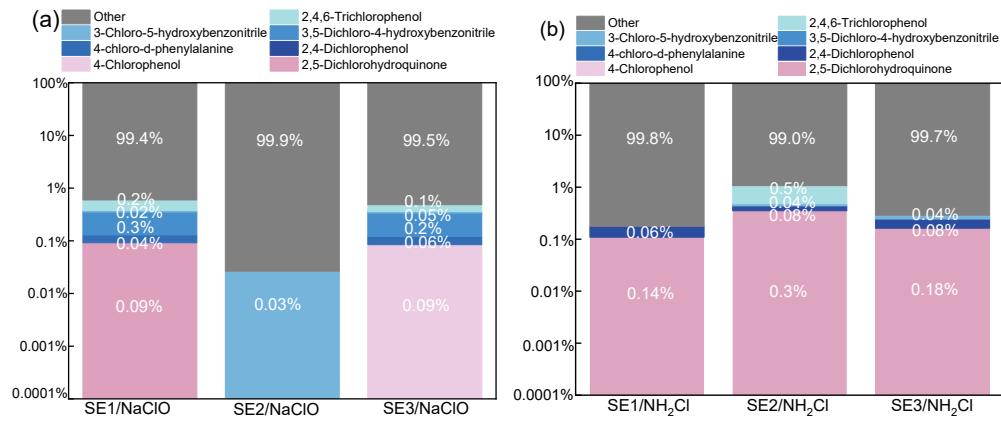 (a)
Other
2,4,6-Trichlorophenol
3-Chloro-5-hydroxybenzonitrile
3,5-Dichloro-4-hydroxybenzonitrile
4-chloro-d-phenylalanine
2,4-Dichlorophenol
4-Chlorophenol
2,5-Dichlorohydroquinone
100%
10%
1%
0.1%
0.01%
0.001%
0.0001%
99.4%
0.2%
0.02%
0.3%
0.04%
0.09%
99.9%
0.03%
99.5%
0.1%
0.05%
0.2%
0.06%
0.09%
SE1/NaClO
SE2/NaClO
SE3/NaClO
(b)
Other
2,4,6-Trichlorophenol
3-Chloro-5-hydroxybenzonitrile
3,5-Dichloro-4-hydroxybenzonitrile
4-chloro-d-phenylalanine
2,4-Dichlorophenol
4-Chlorophenol
2,5-Dichlorohydroquinone
100%
10%
1%
0.1%
0.01%
0.001%
0.0001%
99.8%
0.06%
0.14%
99.0%
0.5%
0.04%
0.08%
0.3%
99.7%
0.04%
0.08%
0.18%
SE1/NH₂Cl
SE2/NH₂Cl
SE3/NH₂Cl